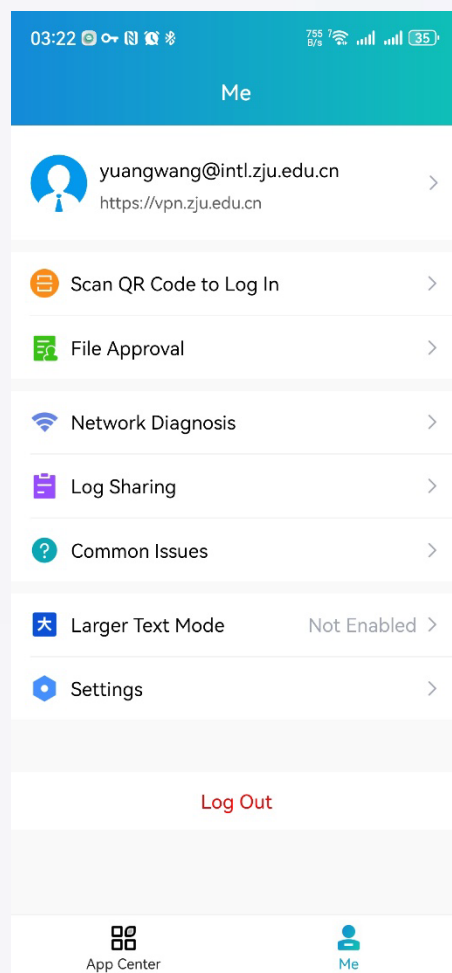 03:22
755 B/s 7 35
Me
yuangwang@intl.zju.edu.cn
https://vpn.zju.edu.cn
Scan QR Code to Log In
File Approval
Network Diagnosis
Log Sharing
? Common Issues
大 Larger Text Mode Not Enabled
Settings
Log Out
App Center
Me